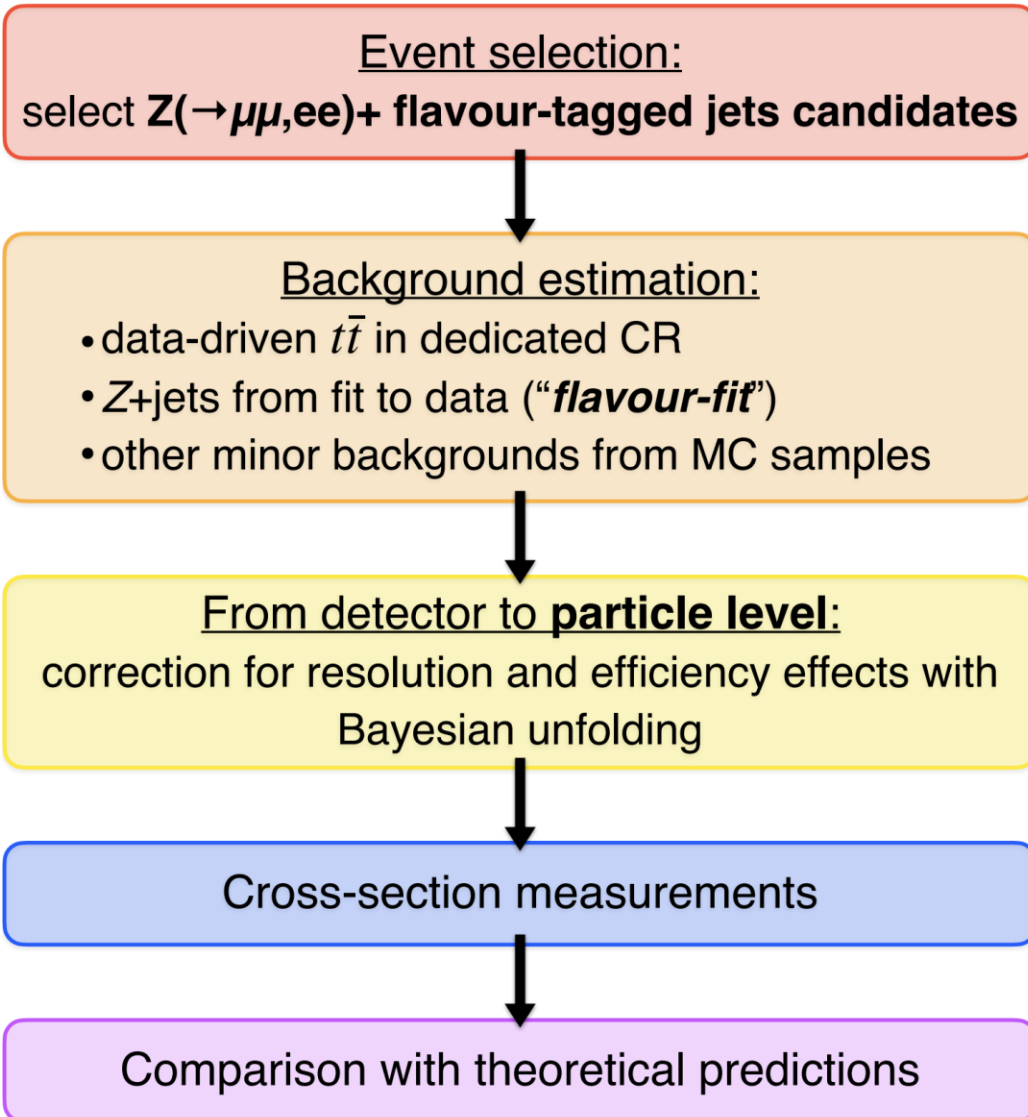 Event selection:
select Z(→μμ,ee)+ flavour-tagged jets candidates
Background estimation:
• data-driven tt̄ in dedicated CR
• Z+jets from fit to data (“flavour-fit”)
• other minor backgrounds from MC samples
From detector to particle level:
correction for resolution and efficiency effects with
Bayesian unfolding
Cross-section measurements
Comparison with theoretical predictions